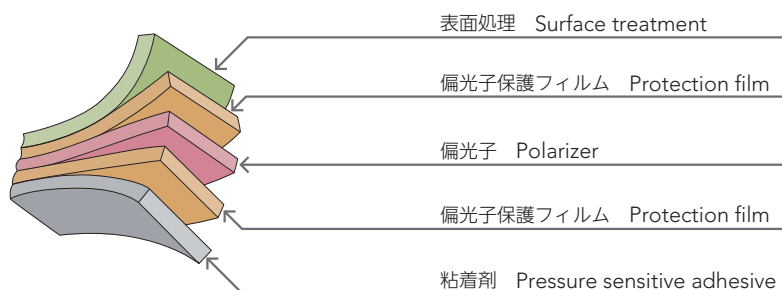 表面処理 Surface treatment
偏光子保護フィルム Protection film
偏光子 Polarizer
偏光子保護フィルム Protection film
粘着剤 Pressure sensitive adhesive